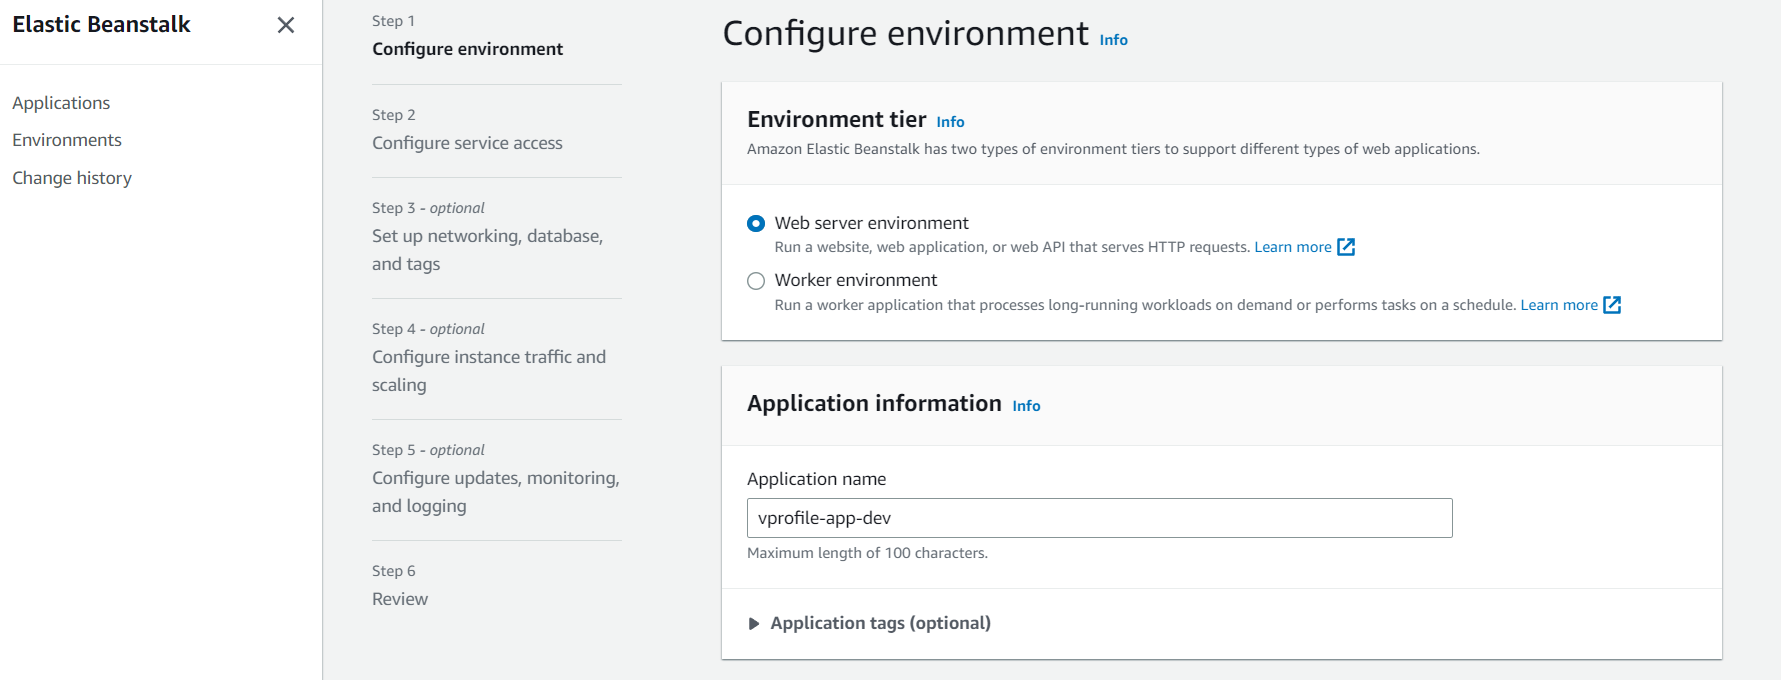 Elastic Beanstalk
Applications
Environments
Change history
Step 1
Configure environment
Step 2
Configure service access
Step 3 - optional
Set up networking, database,
and tags
Step 4 - optional
Configure instance traffic and
scaling
Step 5 - optional
Configure updates, monitoring,
and logging
Step 6
Review
Configure environment Info
Environment tier Info
Amazon Elastic Beanstalk has two types of environment tiers to support different types of web applications.
Web server environment
Run a website, web application, or web API that serves HTTP requests. Learn more
Worker environment
Run a worker application that processes long-running workloads on demand or performs tasks on a schedule. Learn more
Application information Info
Application name
vprofile-app-dev
Maximum length of 100 characters.
Application tags (optional)